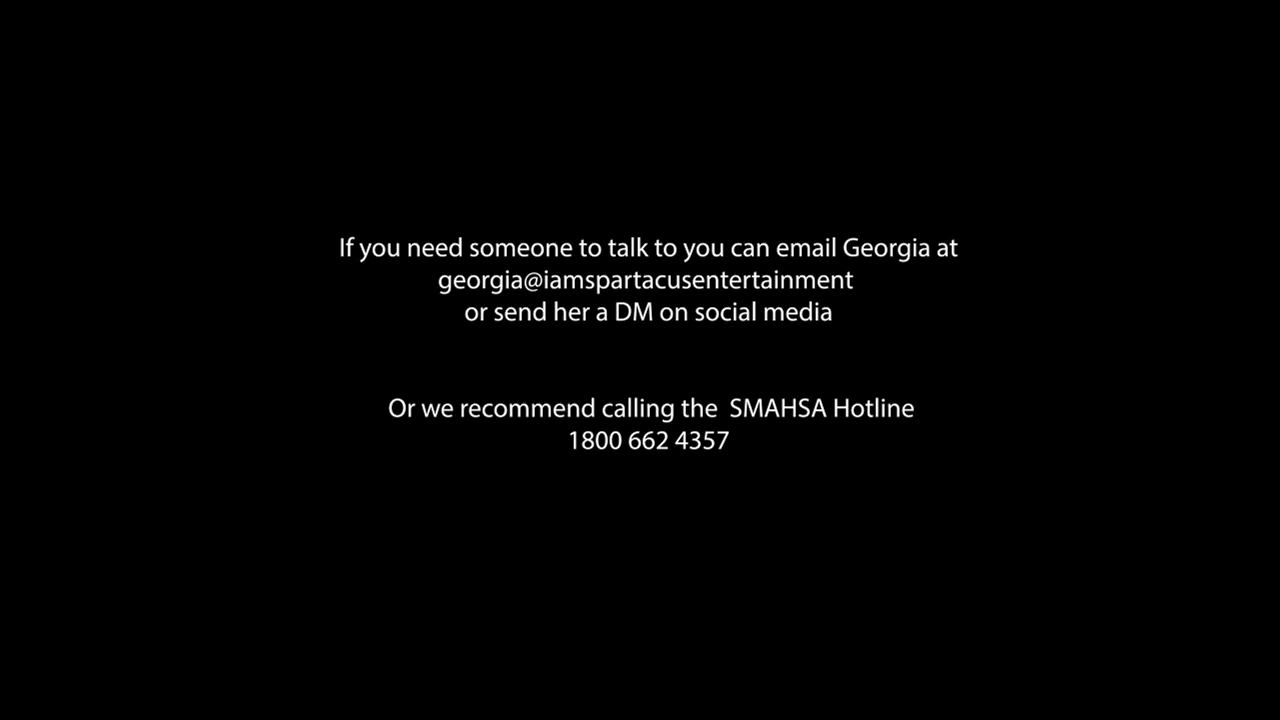 If you need someone to talk to you can email Georgia at
georgia@iamspartacusentertainment
or send her a DM on social media
Or we recommend calling the  SMAHSA Hotline
1800 662 4357